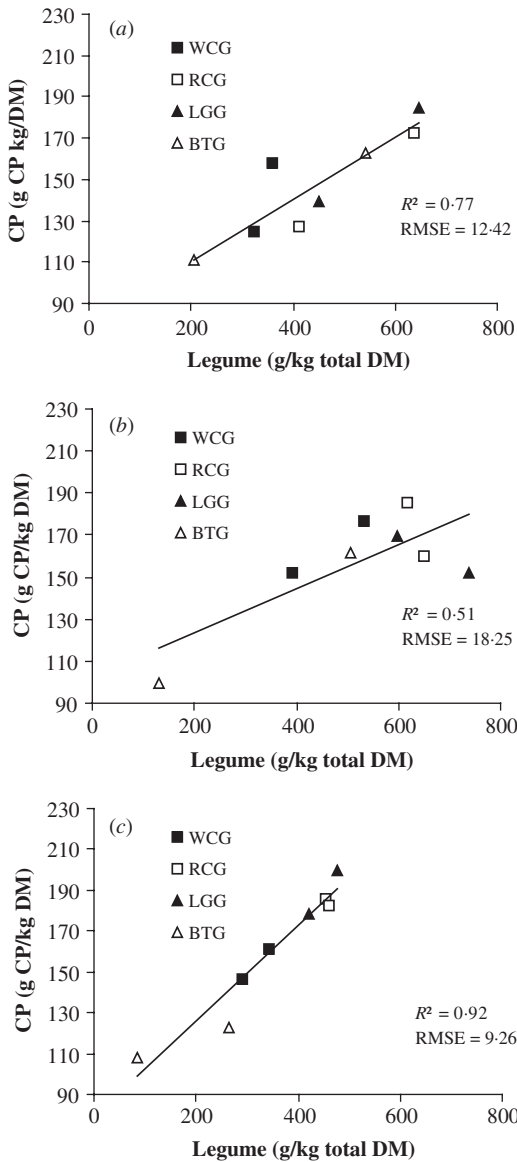 (a)
WCG
RCG
LGG
BTG
230
210
190
170
150
130
110
90
CP (g CP kg/DM)
R² = 0·77
RMSE = 12·42
0 200 400 600 800
Legume (g/kg total DM)
(b)
WCG
RCG
LGG
BTG
230
210
190
170
150
130
110
90
CP (g CP/kg DM)
R² = 0·51
RMSE = 18·25
0 200 400 600 800
Legume (g/kg total DM)
(c)
WCG
RCG
LGG
BTG
230
210
190
170
150
130
110
90
CP (g CP/kg DM)
R² = 0·92
RMSE = 9·26
0 200 400 600 800
Legume (g/kg total DM)